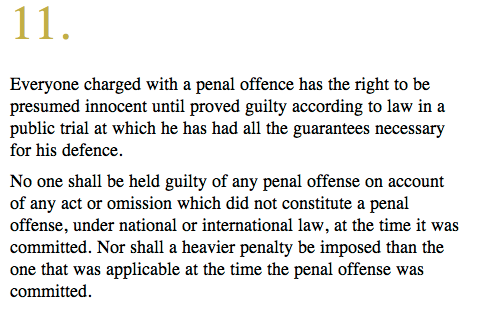 11.
Everyone charged with a penal offence has the right to be
presumed innocent until proved guilty according to law in a
public trial at which he has had all the guarantees necessary
for his defence.
No one shall be held guilty of any penal offense on account
of any act or omission which did not constitute a penal
offense, under national or international law, at the time it was
committed. Nor shall a heavier penalty be imposed than the
one that was applicable at the time the penal offense was
committed.